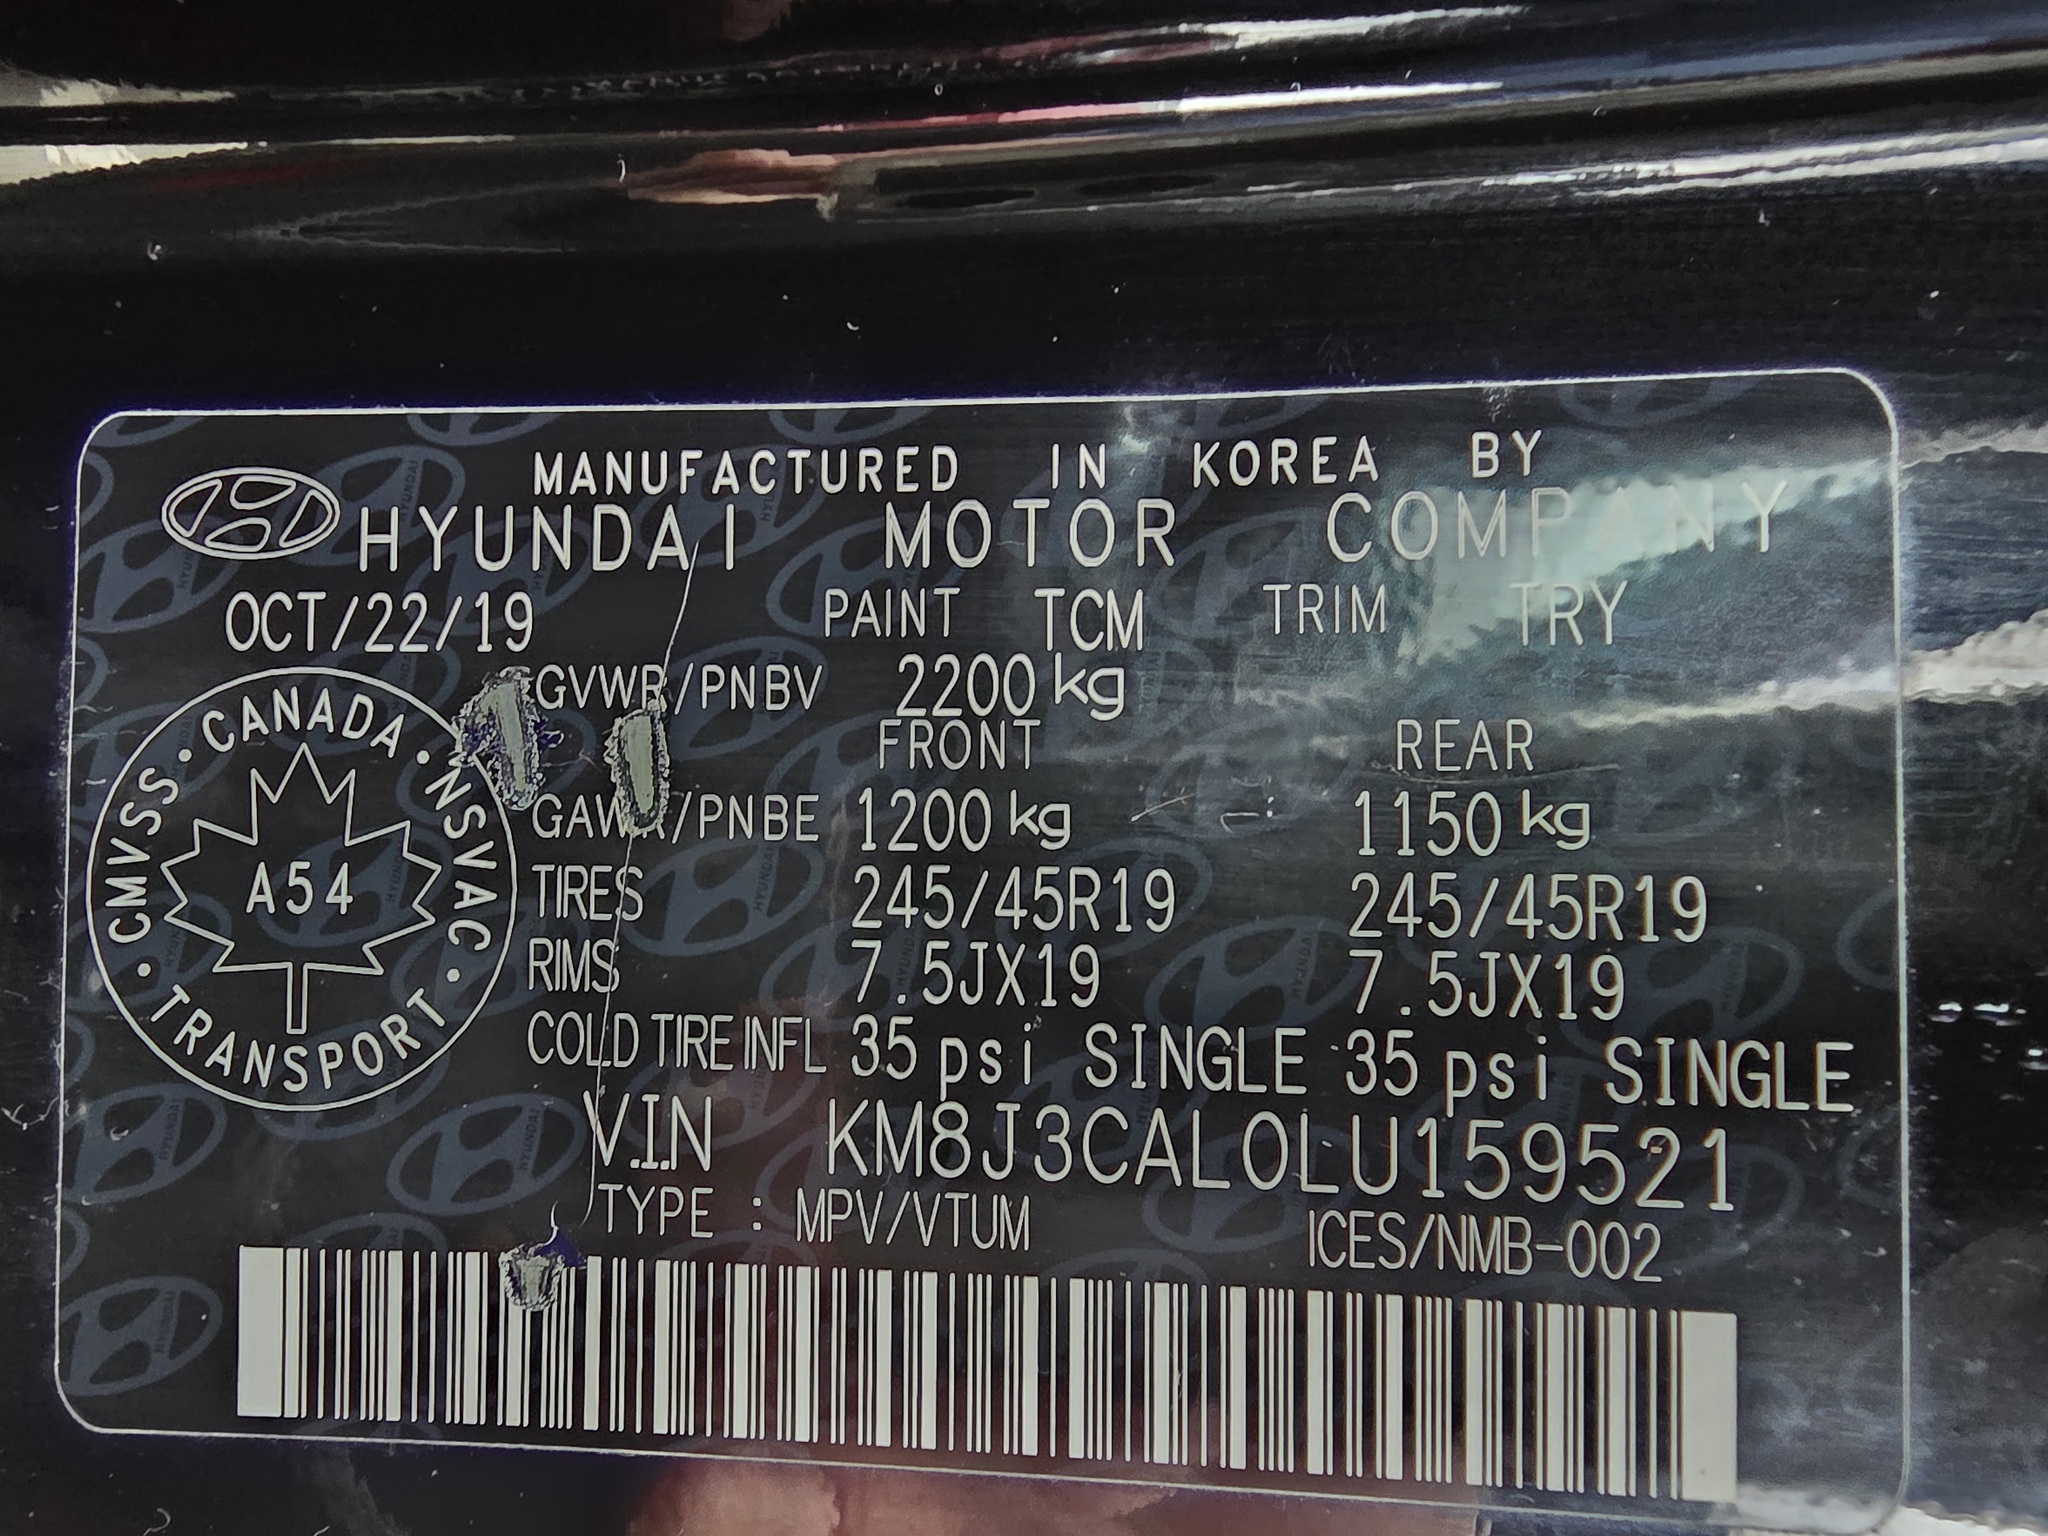 MANUFACTURED IN KOREA BY
HYUNDAI MOTOR COMPANY
OCT/22/19 PAINT TCM TRIM TRY
GVWR/PNBV 2200 kg
FRONT REAR
GAWR/PNBE 1200 kg 1150 kg
TIRES 245/45R19 245/45R19
RIMS 7.5JX19 7.5JX19
COLD TIRE INFL 35 psi SINGLE 35 psi SINGLE
V.I.N KM8J3CAL0LU159521
TYPE : MPV/VTUM ICES/NMB-002
CANADA · NSVAC · TRANSPORT · CMVSS ·
A54